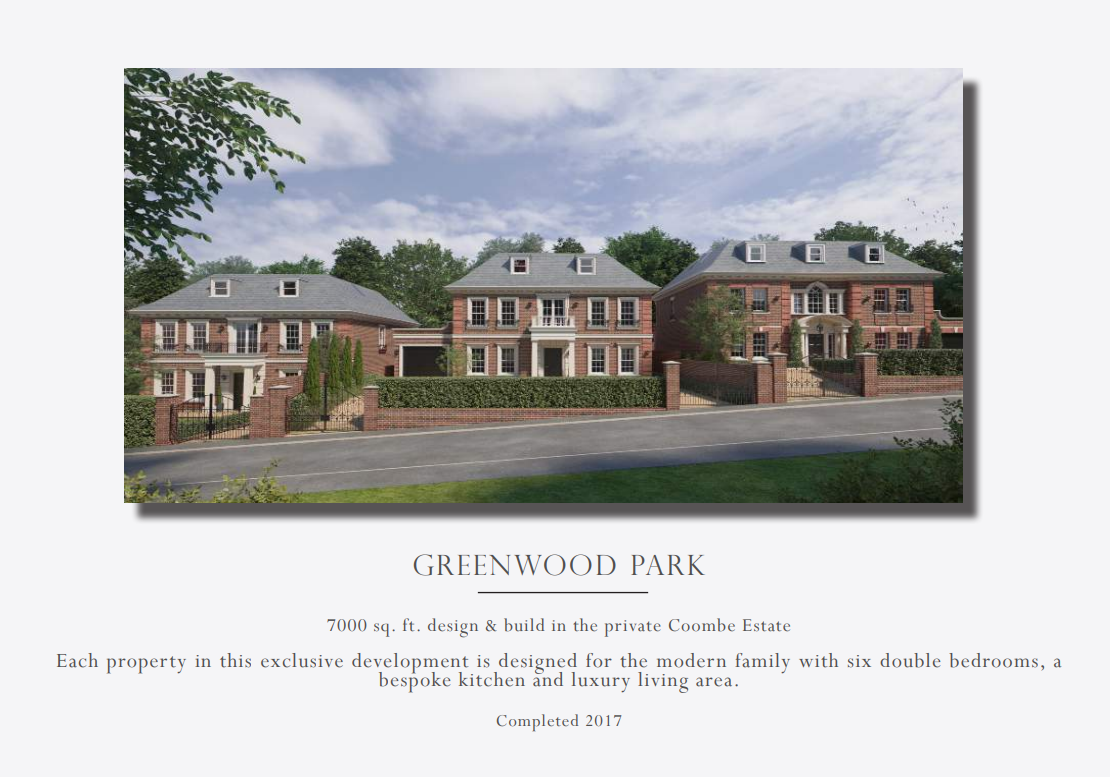 GREENWOOD PARK
7000 sq. ft. design & build in the private Coombe Estate
Each property in this exclusive development is designed for the modern family with six double bedrooms, a
bespoke kitchen and luxury living area.
Completed 2017